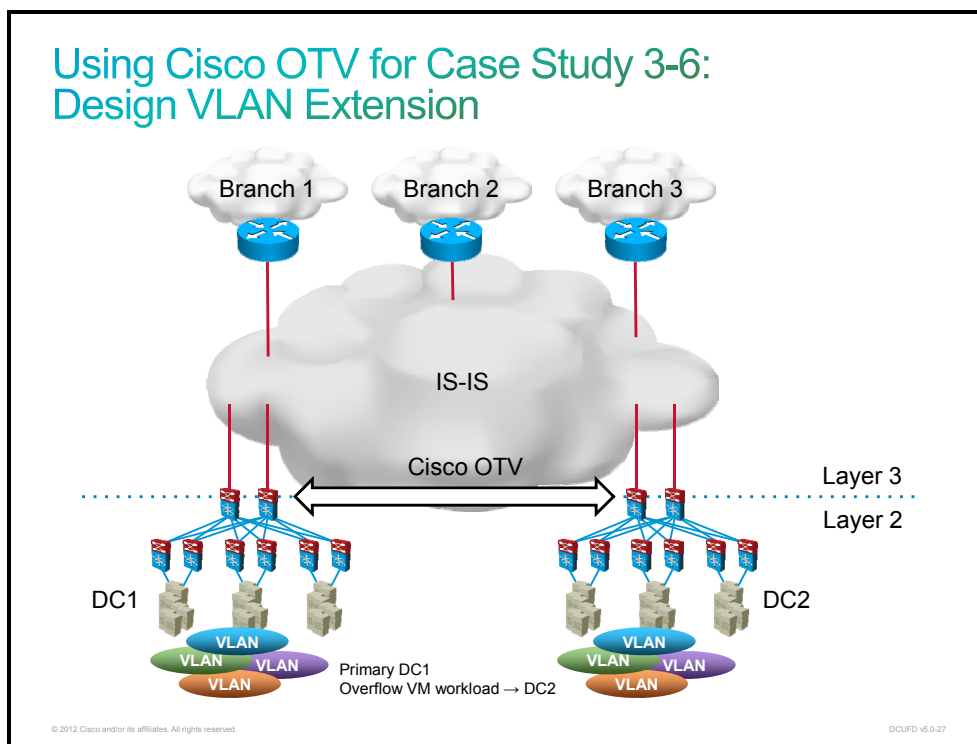 Using Cisco OTV for Case Study 3-6:
Design VLAN Extension
Branch 1
Branch 2
Branch 3
IS-IS
Cisco OTV
Layer 3
Layer 2
DC1
DC2
VLAN
VLAN
VLAN
VLAN
Primary DC1
Overflow VM workload → DC2
VLAN
VLAN
VLAN
VLAN
© 2012 Cisco and/or its affiliates. All rights reserved.
DCUFD v5.0-27